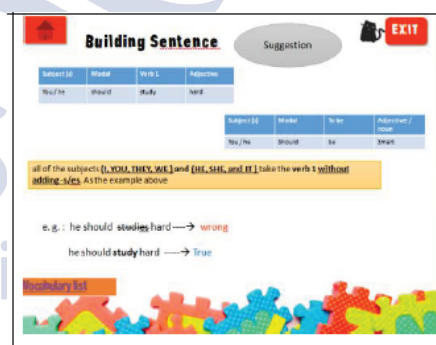 Building Sentence
Suggestion
EXIT
Subject (s) Modal Verb 1 Adjective
You / he should study hard
Subject (s) Modal To be Adjective / noun
You / he Should be Smart
all of the subjects (I, YOU, THEY, WE ) and (HE, SHE, and IT ) take the verb 1 without
adding -s/es. As the example above
e. g. : he should studies hard ----→ wrong
he should study hard ----→ True
Vocabulary list